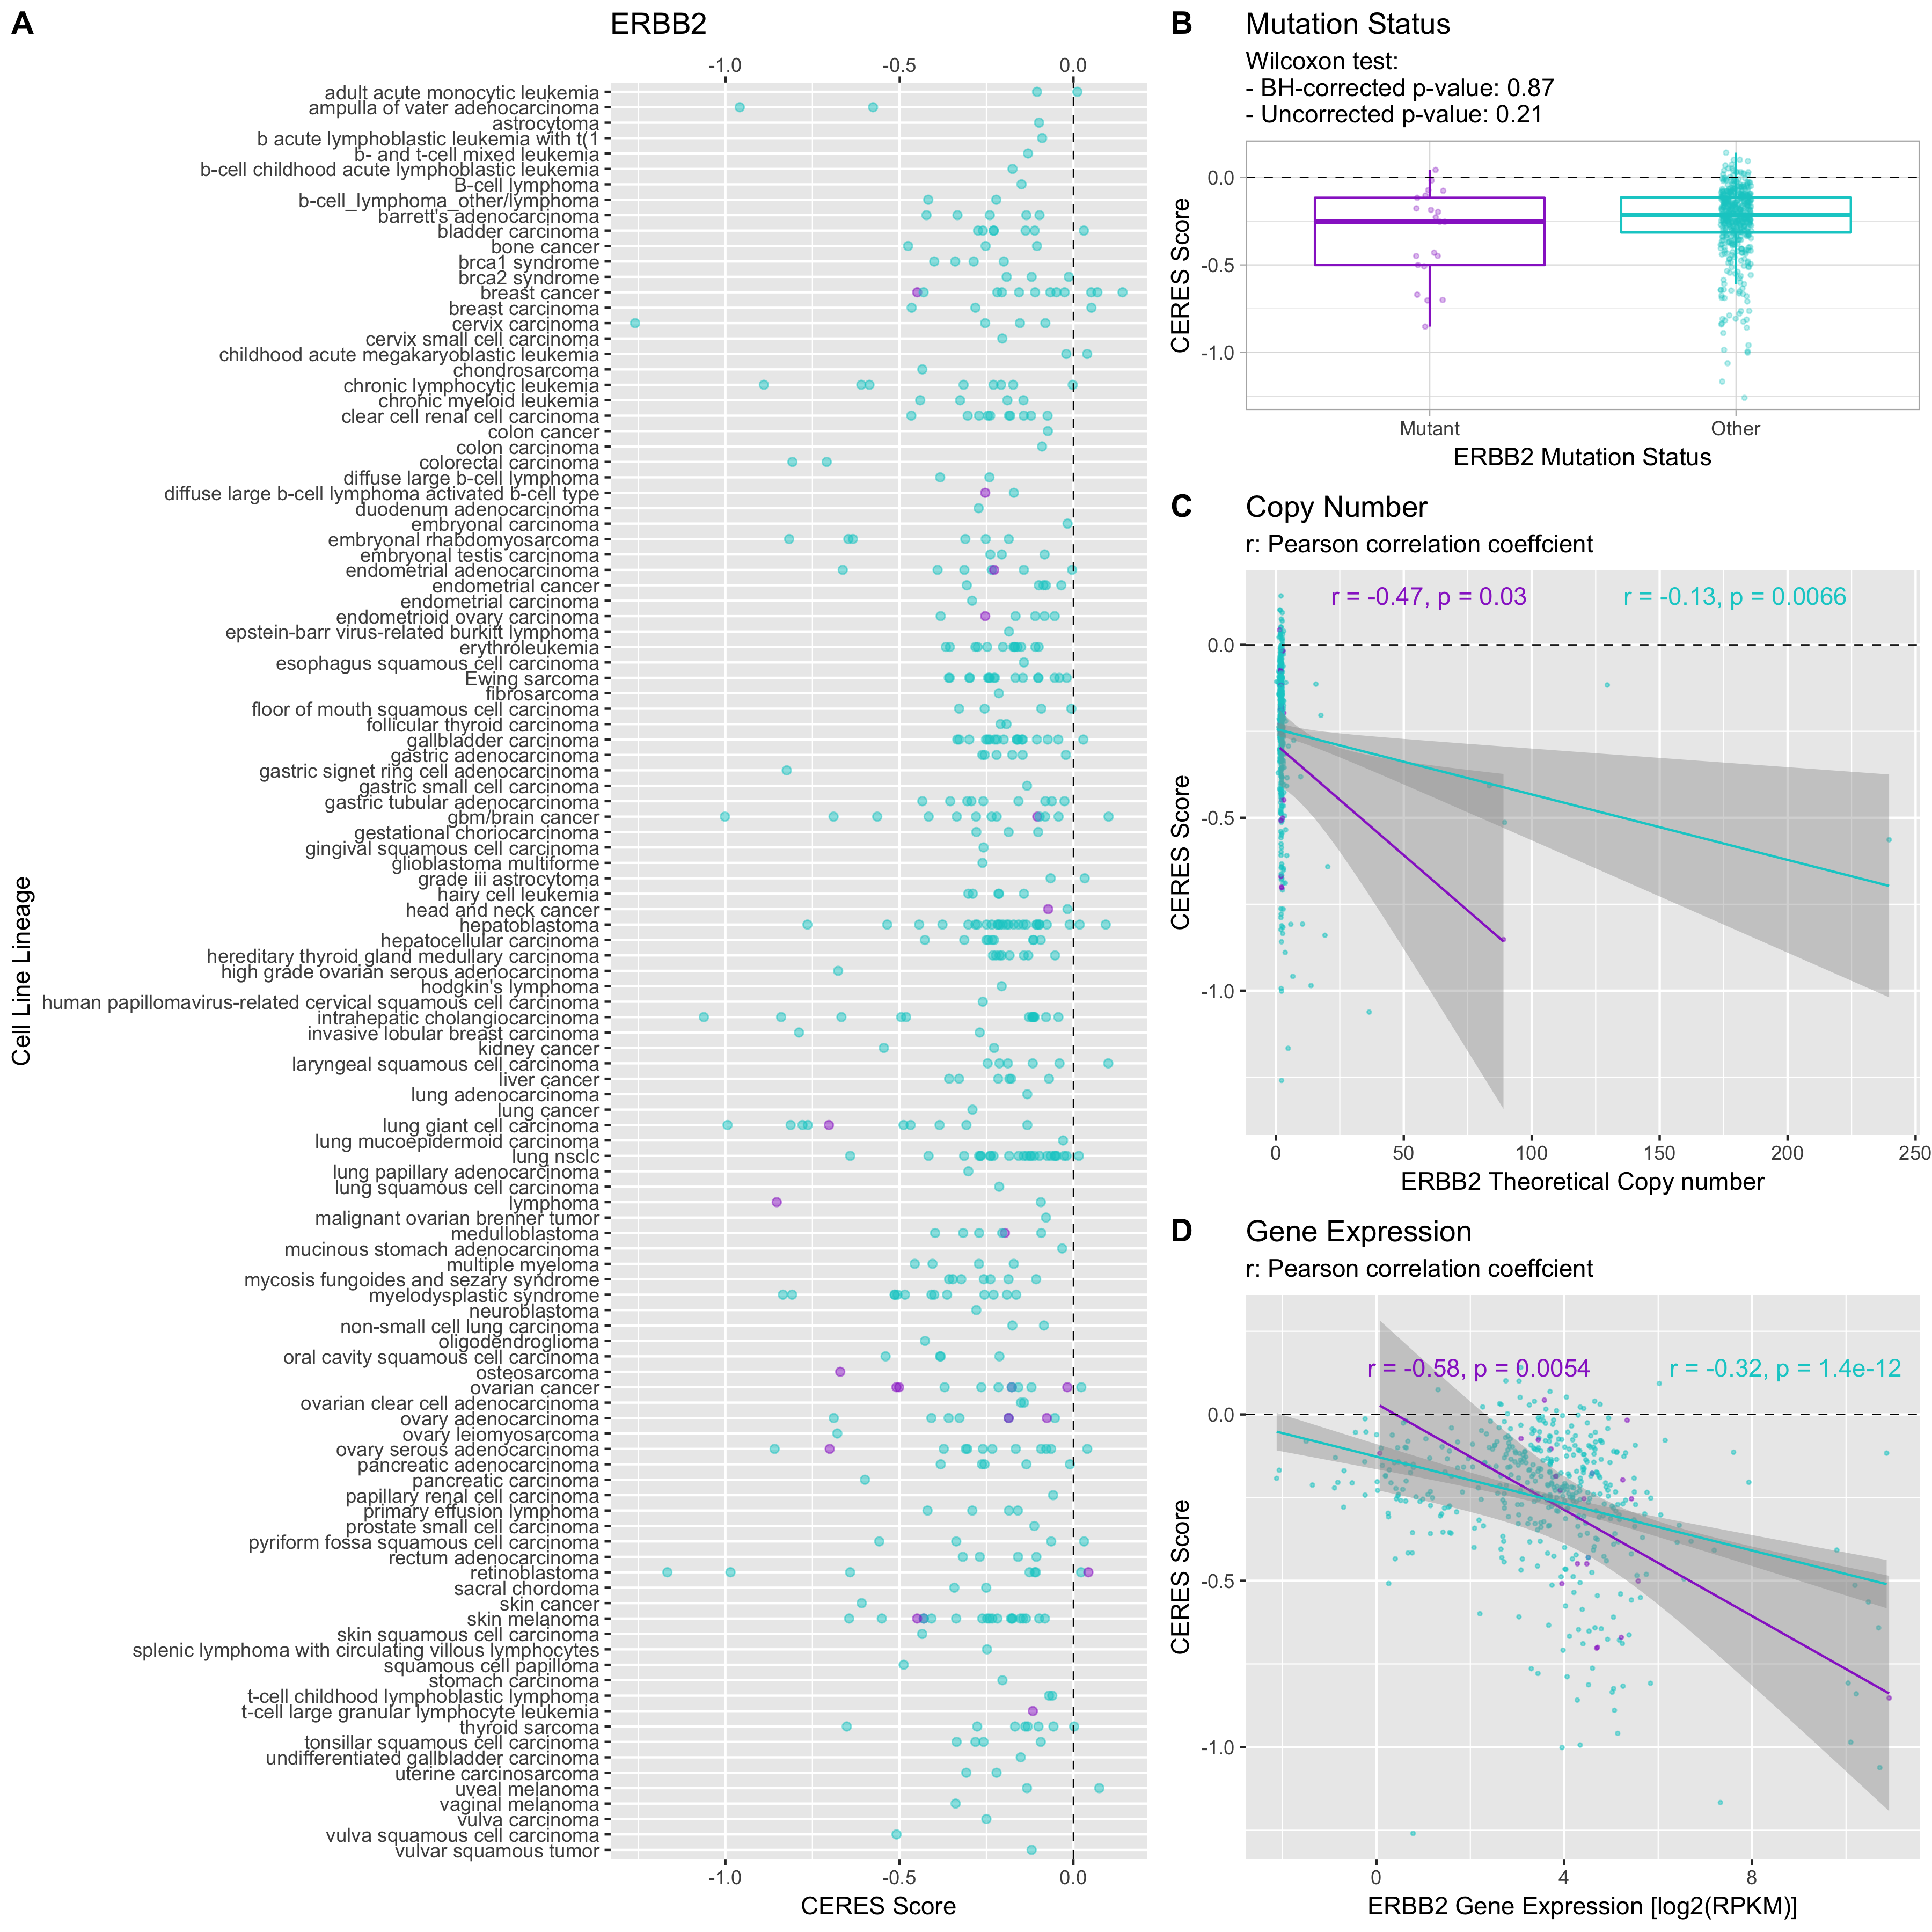 A
ERBB2
-1.0 -0.5 0.0
Cell Line Lineage
adult acute monocytic leukemia
ampulla of vater adenocarcinoma
astrocytoma
b acute lymphoblastic leukemia with t(1
b- and t-cell mixed leukemia
b-cell childhood acute lymphoblastic leukemia
B-cell lymphoma
b-cell_lymphoma_other/lymphoma
barrett's adenocarcinoma
bladder carcinoma
bone cancer
brca1 syndrome
brca2 syndrome
breast cancer
breast carcinoma
cervix carcinoma
cervix small cell carcinoma
childhood acute megakaryoblastic leukemia
chondrosarcoma
chronic lymphocytic leukemia
chronic myeloid leukemia
clear cell renal cell carcinoma
colon cancer
colon carcinoma
colorectal carcinoma
diffuse large b-cell lymphoma
diffuse large b-cell lymphoma activated b-cell type
duodenum adenocarcinoma
embryonal carcinoma
embryonal rhabdomyosarcoma
embryonal testis carcinoma
endometrial adenocarcinoma
endometrial cancer
endometrial carcinoma
endometrioid ovary carcinoma
epstein-barr virus-related burkitt lymphoma
erythroleukemia
esophagus squamous cell carcinoma
Ewing sarcoma
fibrosarcoma
floor of mouth squamous cell carcinoma
follicular thyroid carcinoma
gallbladder carcinoma
gastric adenocarcinoma
gastric signet ring cell adenocarcinoma
gastric small cell carcinoma
gastric tubular adenocarcinoma
gbm/brain cancer
gestational choriocarcinoma
gingival squamous cell carcinoma
glioblastoma multiforme
grade iii astrocytoma
hairy cell leukemia
head and neck cancer
hepatoblastoma
hepatocellular carcinoma
hereditary thyroid gland medullary carcinoma
high grade ovarian serous adenocarcinoma
hodgkin's lymphoma
human papillomavirus-related cervical squamous cell carcinoma
intrahepatic cholangiocarcinoma
invasive lobular breast carcinoma
kidney cancer
laryngeal squamous cell carcinoma
liver cancer
lung adenocarcinoma
lung cancer
lung giant cell carcinoma
lung mucoepidermoid carcinoma
lung nsclc
lung papillary adenocarcinoma
lung squamous cell carcinoma
lymphoma
malignant ovarian brenner tumor
medulloblastoma
mucinous stomach adenocarcinoma
multiple myeloma
mycosis fungoides and sezary syndrome
myelodysplastic syndrome
neuroblastoma
non-small cell lung carcinoma
oligodendroglioma
oral cavity squamous cell carcinoma
osteosarcoma
ovarian cancer
ovarian clear cell adenocarcinoma
ovary adenocarcinoma
ovary leiomyosarcoma
ovary serous adenocarcinoma
pancreatic adenocarcinoma
pancreatic carcinoma
papillary renal cell carcinoma
primary effusion lymphoma
prostate small cell carcinoma
pyriform fossa squamous cell carcinoma
rectum adenocarcinoma
retinoblastoma
sacral chordoma
skin cancer
skin melanoma
skin squamous cell carcinoma
splenic lymphoma with circulating villous lymphocytes
squamous cell papilloma
stomach carcinoma
t-cell childhood lymphoblastic lymphoma
t-cell large granular lymphocyte leukemia
thyroid sarcoma
tonsillar squamous cell carcinoma
undifferentiated gallbladder carcinoma
uterine carcinosarcoma
uveal melanoma
vaginal melanoma
vulva carcinoma
vulva squamous cell carcinoma
vulvar squamous tumor
-1.0 -0.5 0.0
CERES Score
B
Mutation Status
Wilcoxon test:
- BH-corrected p-value: 0.87
- Uncorrected p-value: 0.21
CERES Score
0.0
-0.5
-1.0
Mutant Other
ERBB2 Mutation Status
C
Copy Number
r: Pearson correlation coeffcient
r = -0.47, p = 0.03 r = -0.13, p = 0.0066
CERES Score
0.0
-0.5
-1.0
0 50 100 150 200 250
ERBB2 Theoretical Copy number
D
Gene Expression
r: Pearson correlation coeffcient
r = -0.58, p = 0.0054 r = -0.32, p = 1.4e-12
CERES Score
0.0
-0.5
-1.0
0 4 8
ERBB2 Gene Expression [log2(RPKM)]